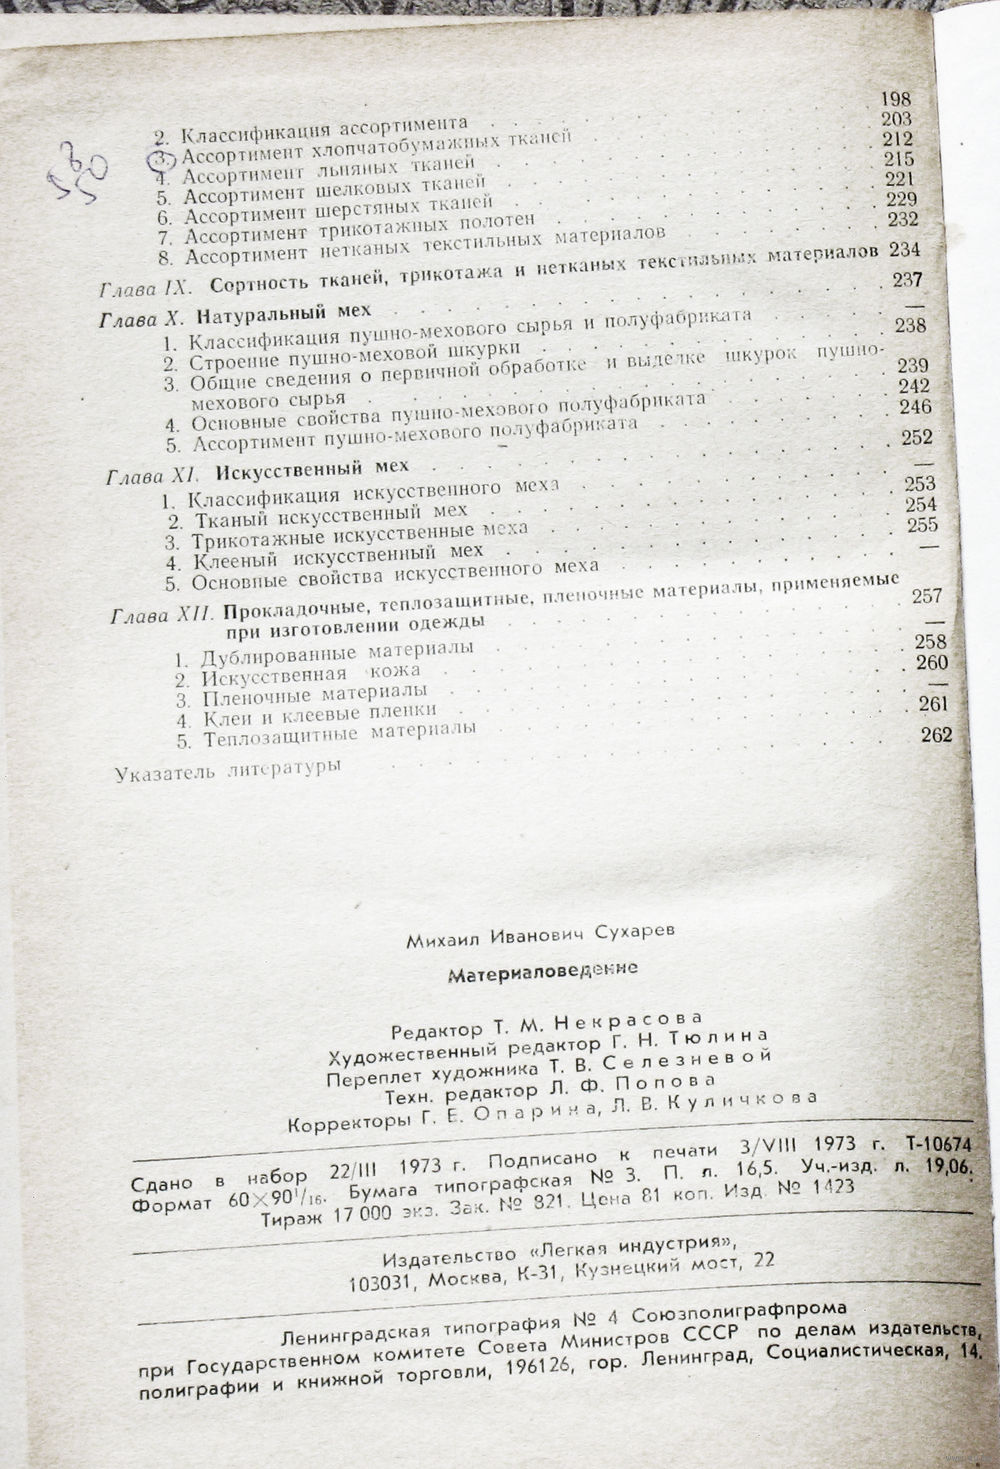 2. Классификация ассортимента 198
3. Ассортимент хлопчатобумажных тканей 203
4. Ассортимент льняных тканей 212
5. Ассортимент шелковых тканей 215
6. Ассортимент шерстяных тканей 221
7. Ассортимент трикотажных полотен 229
8. Ассортимент нетканых текстильных материалов 232
Глава IX. Сортность тканей, трикотажа и нетканых текстильных материалов 234
Глава X. Натуральный мех 237
1. Классификация пушно-мехового сырья и полуфабриката —
2. Строение пушно-меховой шкурки 238
3. Общие сведения о первичной обработке и выделке шкурок пушно-
мехового сырья 239
4. Основные свойства пушно-мехового полуфабриката 242
5. Ассортимент пушно-мехового полуфабриката 246
Глава XI. Искусственный мех 252
1. Классификация искусственного меха —
2. Тканый искусственный мех 253
3. Трикотажные искусственные меха 254
4. Клееный искусственный мех 255
5. Основные свойства искусственного меха —
Глава XII. Прокладочные, теплозащитные, пленочные материалы, применяемые
при изготовлении одежды 257
1. Дублированные материалы —
2. Искусственная кожа 258
3. Пленочные материалы 260
4. Клеи и клеевые пленки —
5. Теплозащитные материалы 261
Указатель литературы 262
Михаил Иванович Сухарев
Материаловедение
Редактор Т. М. Некрасова
Художественный редактор Г. Н. Тюлина
Переплет художника Т. В. Селезневой
Техн. редактор Л. Ф. Попова
Корректоры Г. Е. Опарина, Л. В. Куличкова
Сдано в набор 22/III 1973 г. Подписано к печати 3/VIII 1973 г. Т-10674
Формат 60×90¹/₁₆. Бумага типографская № 3. П. л. 16,5. Уч.-изд. л. 19,06.
Тираж 17 000 экз. Зак. № 821. Цена 81 коп. Изд. № 1423
Издательство «Легкая индустрия»,
103031, Москва, К-31, Кузнецкий мост, 22
Ленинградская типография № 4 Союзполиграфпрома
при Государственном комитете Совета Министров СССР по делам издательств,
полиграфии и книжной торговли, 196126, гор. Ленинград, Социалистическая, 14.